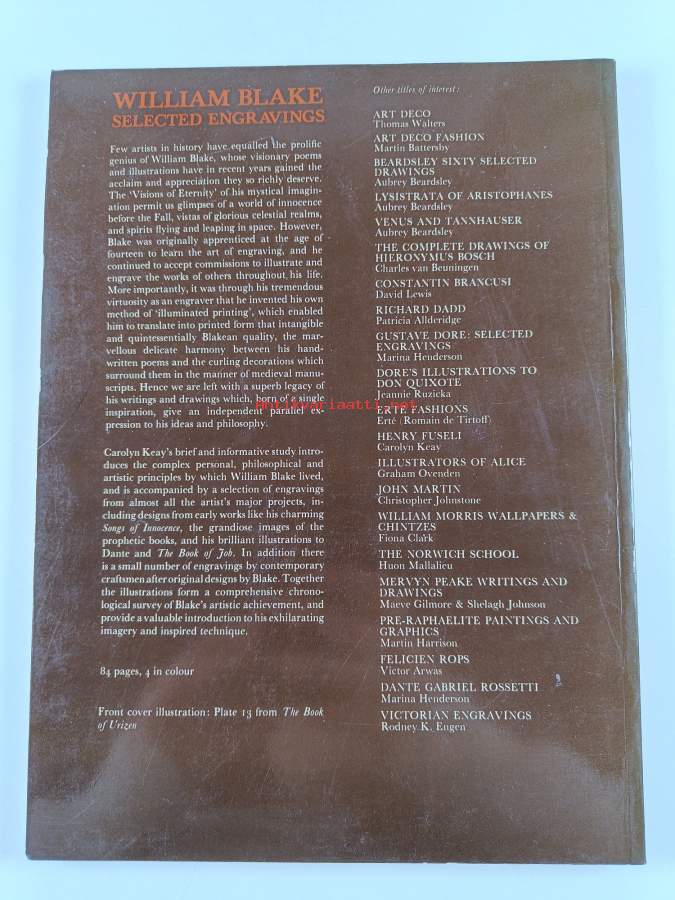 WILLIAM BLAKE
SELECTED ENGRAVINGS
Few artists in history have equalled the prolific
genius of William Blake, whose visionary poems
and illustrations have in recent years gained the
acclaim and appreciation they so richly deserve.
The 'Visions of Eternity' of his mystical imagin-
ation permit us glimpses of a world of innocence
before the Fall, vistas of glorious celestial realms,
and spirits flying and leaping in space. However,
Blake was originally apprenticed at the age of
fourteen to learn the art of engraving, and he
continued to accept commissions to illustrate and
engrave the works of others throughout his life.
More importantly, it was through his tremendous
virtuosity as an engraver that he invented his own
method of 'illuminated printing', which enabled
him to translate into printed form that intangible
and quintessentially Blakean quality, the mar-
vellous delicate harmony between his hand-
written poems and the curling decorations which
surround them in the manner of medieval manu-
scripts. Hence we are left with a superb legacy of
his writings and drawings which, born of a single
inspiration, give an independent parallel ex-
pression to his ideas and philosophy.
Carolyn Keay's brief and informative study intro-
duces the complex personal, philosophical and
artistic principles by which William Blake lived,
and is accompanied by a selection of engravings
from almost all the artist's major projects, in-
cluding designs from early works like his charming
Songs of Innocence, the grandiose images of the
prophetic books, and his brilliant illustrations to
Dante and The Book of Job. In addition there
is a small number of engravings by contemporary
craftsmen after original designs by Blake. Together
the illustrations form a comprehensive chrono-
logical survey of Blake's artistic achievement, and
provide a valuable introduction to his exhilarating
imagery and inspired technique.
84 pages, 4 in colour
Front cover illustration: Plate 13 from The Book
of Urizen
Other titles of interest:
ART DECO
Thomas Walters
ART DECO FASHION
Martin Battersby
BEARDSLEY SIXTY SELECTED
DRAWINGS
Aubrey Beardsley
LYSISTRATA OF ARISTOPHANES
Aubrey Beardsley
VENUS AND TANNHAUSER
Aubrey Beardsley
THE COMPLETE DRAWINGS OF
HIERONYMUS BOSCH
Charles van Beuningen
CONSTANTIN BRANCUSI
David Lewis
RICHARD DADD
Patricia Allderidge
GUSTAVE DORE: SELECTED
ENGRAVINGS
Marina Henderson
DORE'S ILLUSTRATIONS TO
DON QUIXOTE
Jeannie Ruzicka
ERTE FASHIONS
Erté (Romain de Tirtoff)
HENRY FUSELI
Carolyn Keay
ILLUSTRATORS OF ALICE
Graham Ovenden
JOHN MARTIN
Christopher Johnstone
WILLIAM MORRIS WALLPAPERS &
CHINTZES
Fiona Clark
THE NORWICH SCHOOL
Huon Mallalieu
MERVYN PEAKE WRITINGS AND
DRAWINGS
Maeve Gilmore & Shelagh Johnson
PRE-RAPHAELITE PAINTINGS AND
GRAPHICS
Martin Harrison
FELICIEN ROPS
Victor Arwas
DANTE GABRIEL ROSSETTI
Marina Henderson
VICTORIAN ENGRAVINGS
Rodney K. Engen
Antikvariaatti.net